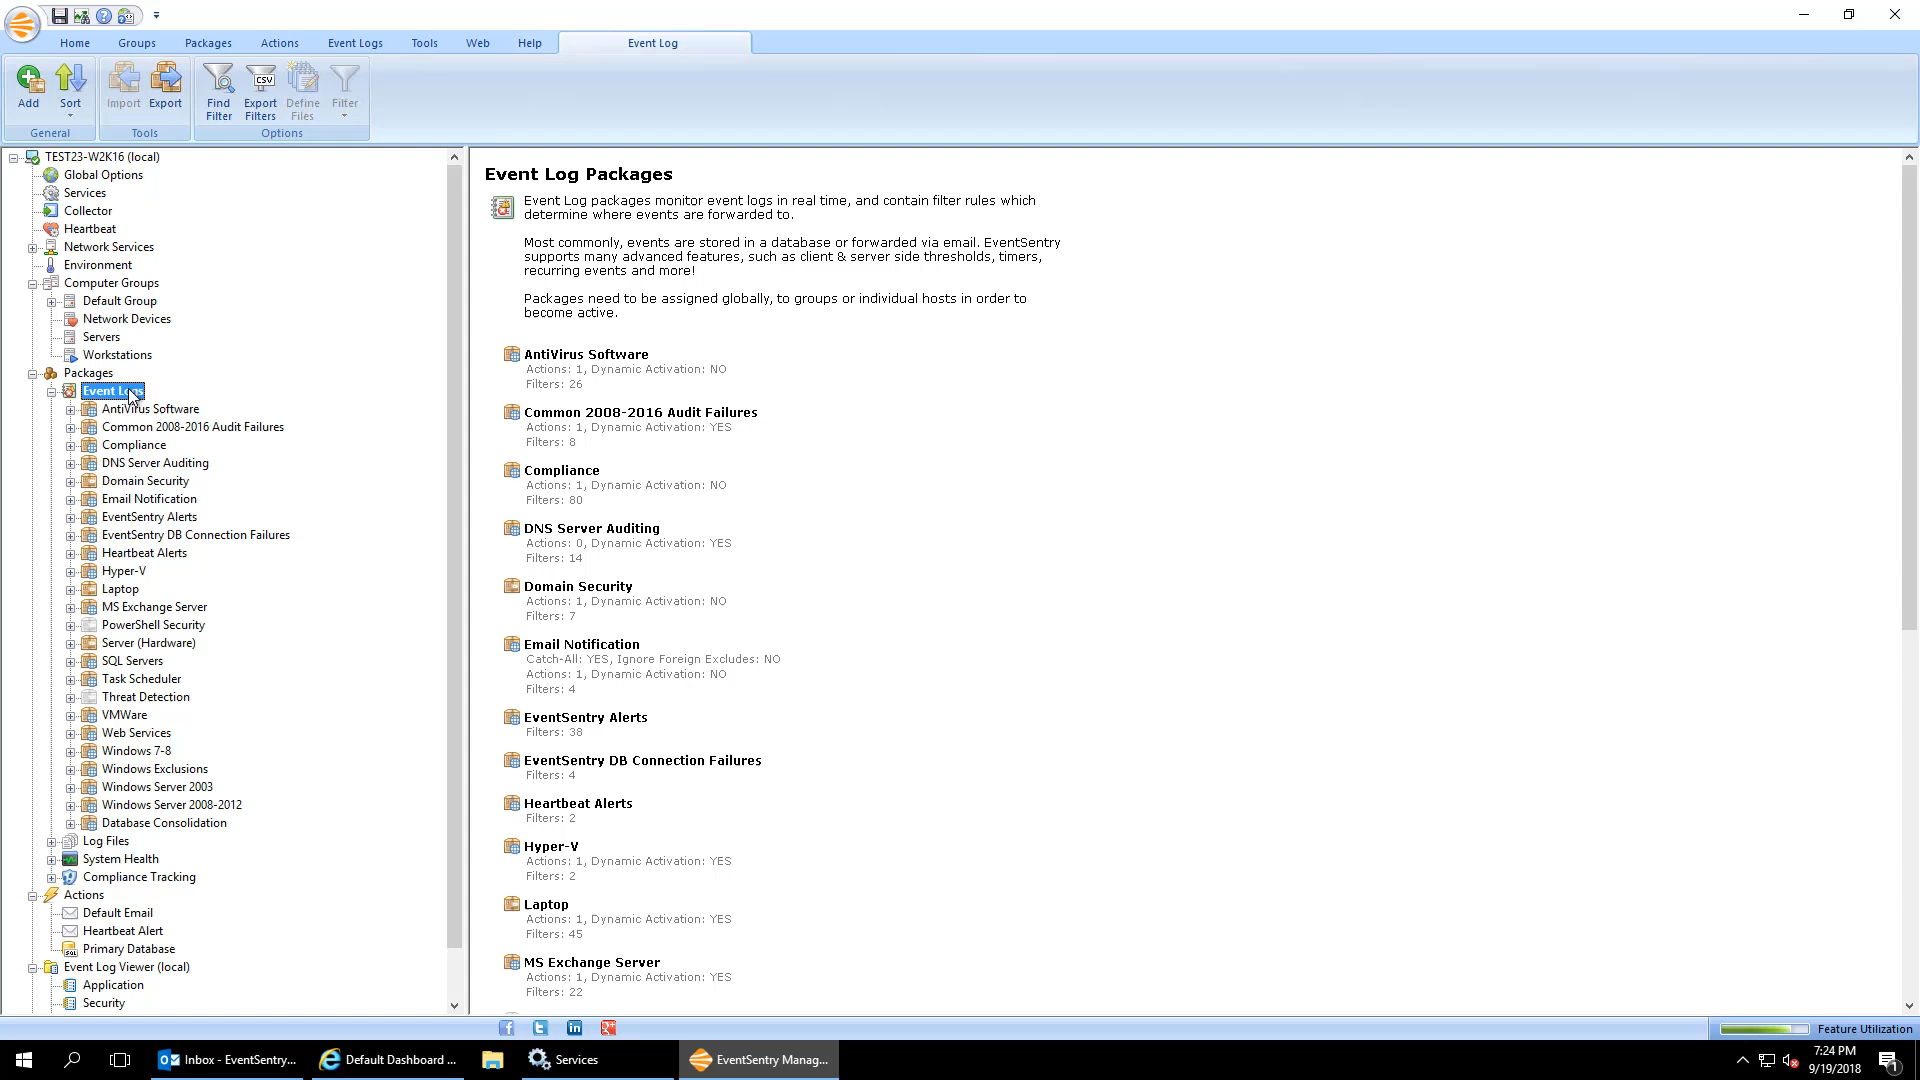 Home Groups Packages Actions Event Logs Tools Web Help Event Log
Add Sort Import Export Find Filter Export Filters Define Files Filter
CSV
General Tools Options
TEST23-W2K16 (local)
Global Options
Services
Collector
Heartbeat
Network Services
Environment
Computer Groups
Default Group
Network Devices
Servers
Workstations
Packages
Event Logs
AntiVirus Software
Common 2008-2016 Audit Failures
Compliance
DNS Server Auditing
Domain Security
Email Notification
EventSentry Alerts
EventSentry DB Connection Failures
Heartbeat Alerts
Hyper-V
Laptop
MS Exchange Server
PowerShell Security
Server (Hardware)
SQL Servers
Task Scheduler
Threat Detection
VMWare
Web Services
Windows 7-8
Windows Exclusions
Windows Server 2003
Windows Server 2008-2012
Database Consolidation
Log Files
System Health
Compliance Tracking
Actions
Default Email
Heartbeat Alert
Primary Database
Event Log Viewer (local)
Application
Security
Event Log Packages
Event Log packages monitor event logs in real time, and contain filter rules which
determine where events are forwarded to.
Most commonly, events are stored in a database or forwarded via email. EventSentry
supports many advanced features, such as client & server side thresholds, timers,
recurring events and more!
Packages need to be assigned globally, to groups or individual hosts in order to
become active.
AntiVirus Software
Actions: 1, Dynamic Activation: NO
Filters: 26
Common 2008-2016 Audit Failures
Actions: 1, Dynamic Activation: YES
Filters: 8
Compliance
Actions: 1, Dynamic Activation: NO
Filters: 80
DNS Server Auditing
Actions: 0, Dynamic Activation: YES
Filters: 14
Domain Security
Actions: 1, Dynamic Activation: NO
Filters: 7
Email Notification
Catch-All: YES, Ignore Foreign Excludes: NO
Actions: 1, Dynamic Activation: NO
Filters: 4
EventSentry Alerts
Filters: 38
EventSentry DB Connection Failures
Filters: 4
Heartbeat Alerts
Filters: 2
Hyper-V
Actions: 1, Dynamic Activation: YES
Filters: 2
Laptop
Actions: 1, Dynamic Activation: YES
Filters: 45
MS Exchange Server
Actions: 1, Dynamic Activation: YES
Filters: 22
Feature Utilization
Inbox - EventSentry... Default Dashboard ... Services EventSentry Manag...
7:24 PM
9/19/2018
1